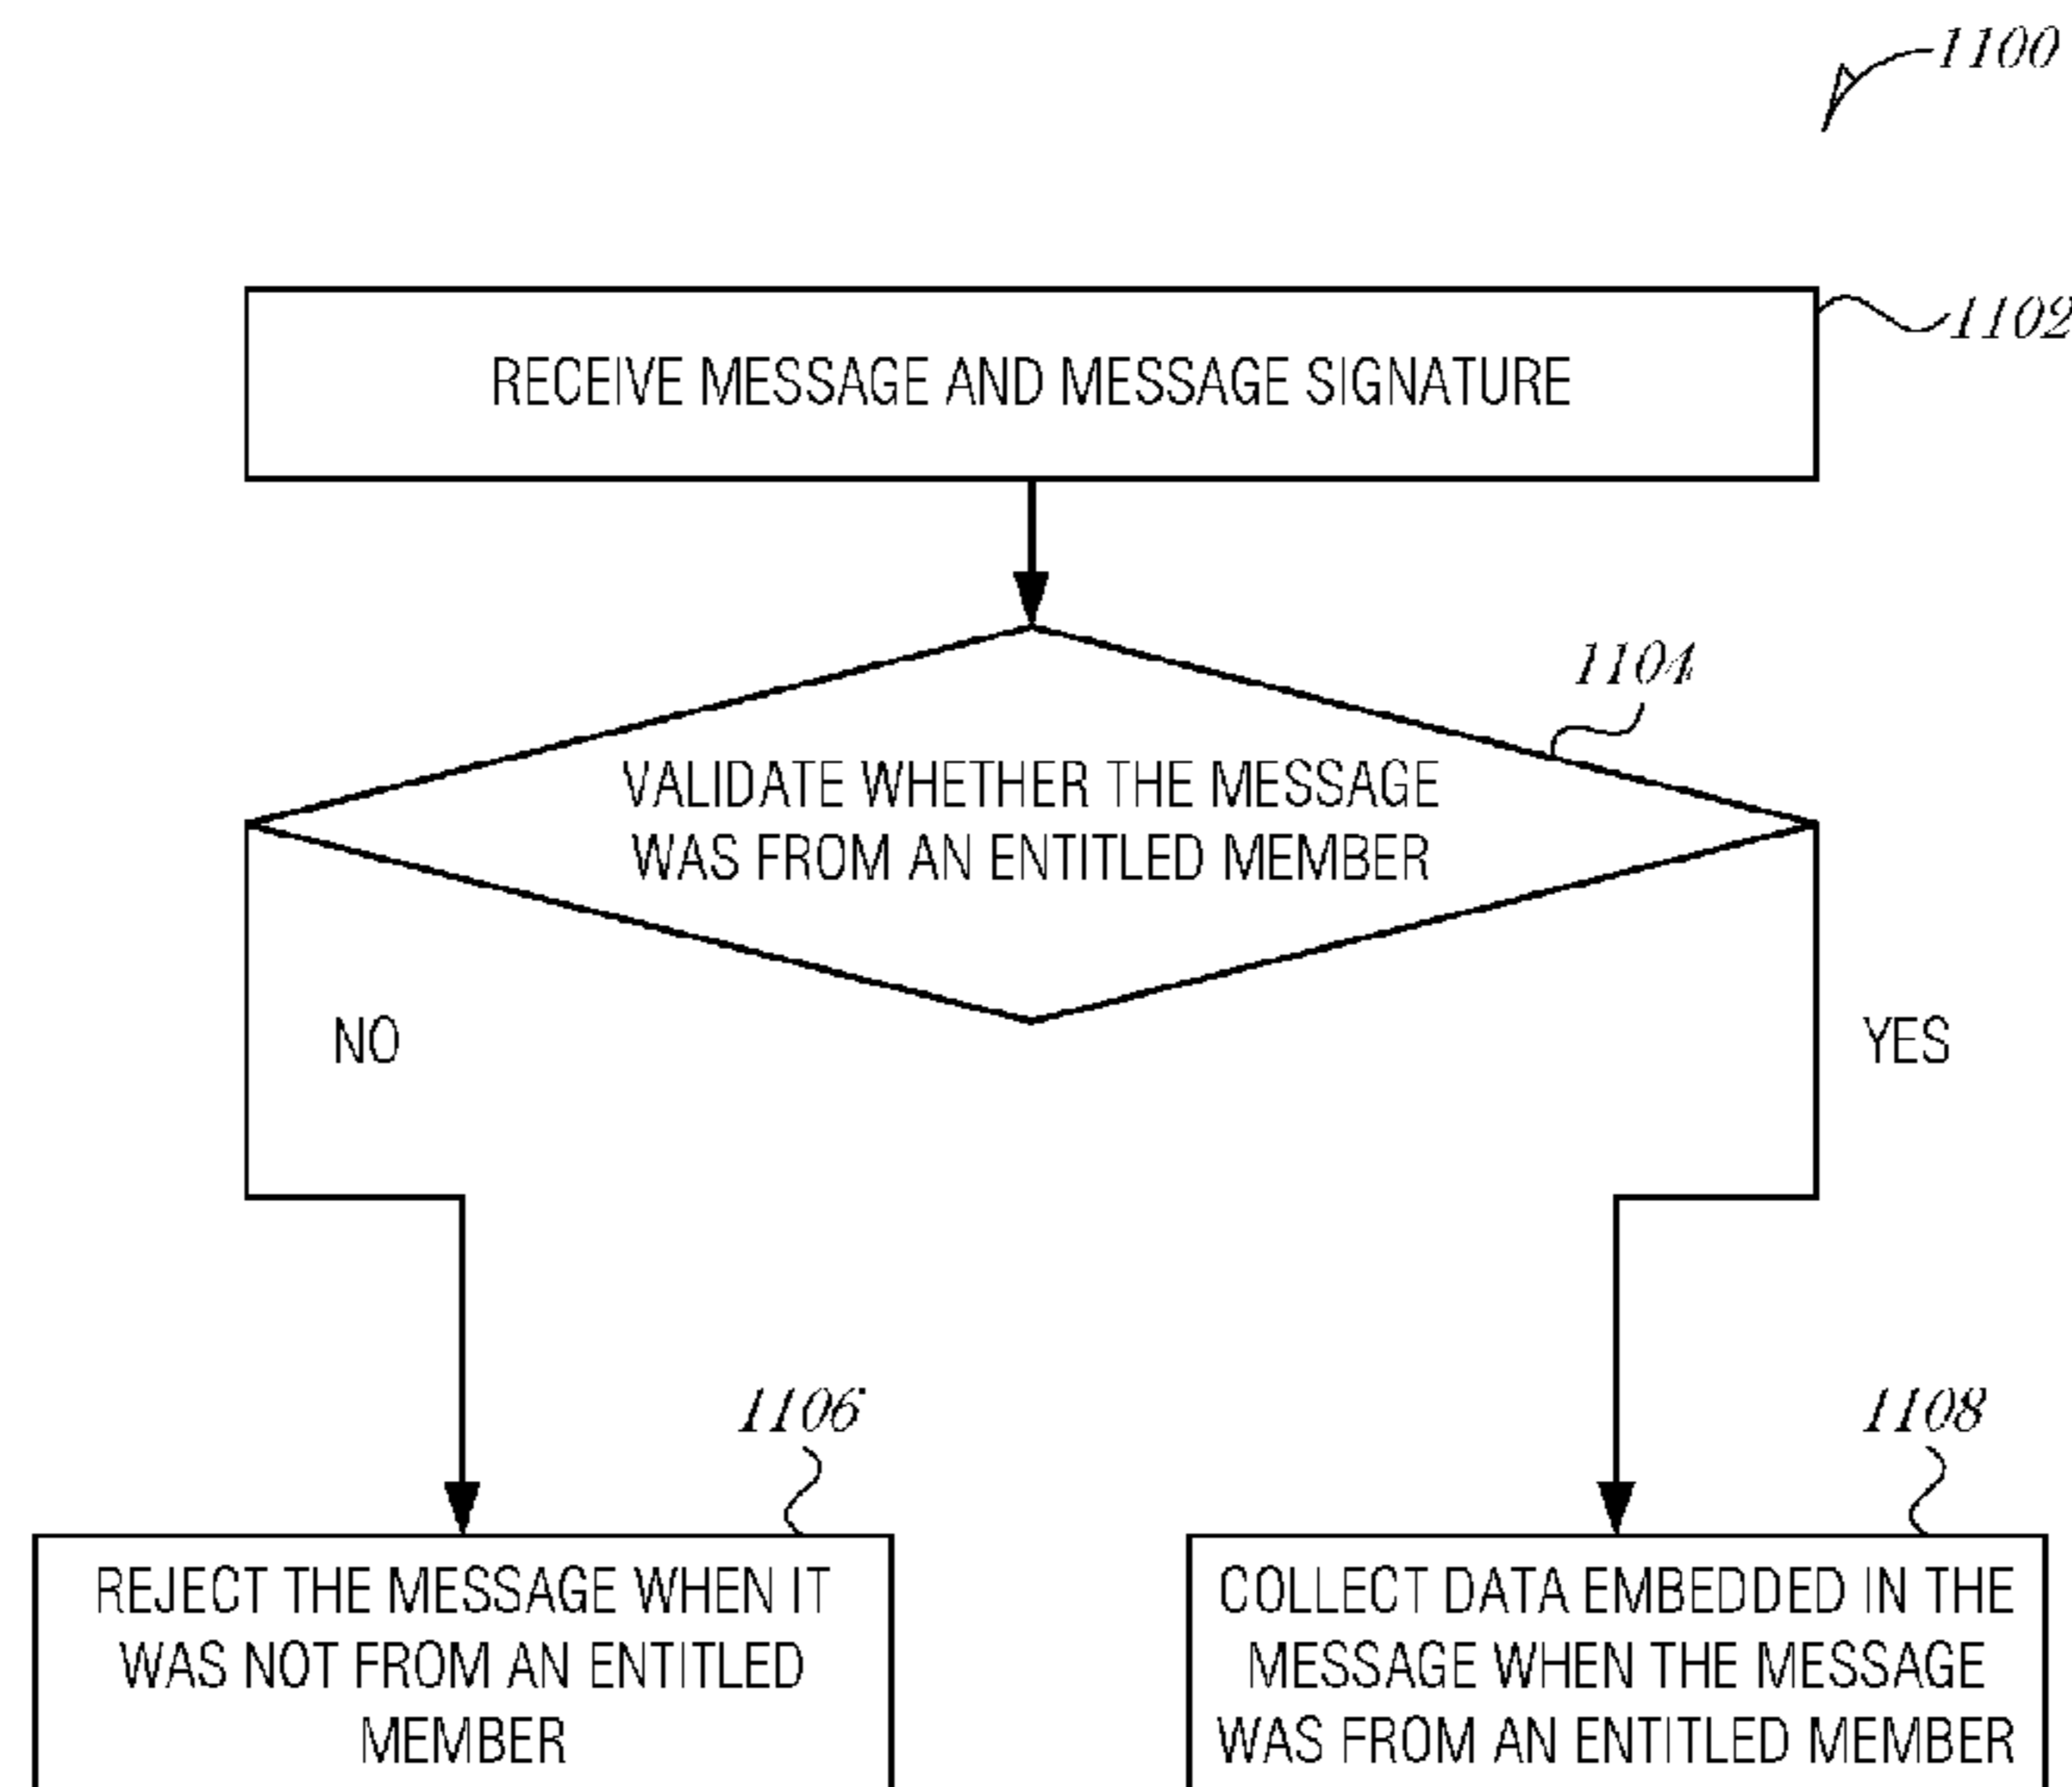 1100
1102
RECEIVE MESSAGE AND MESSAGE SIGNATURE
1104
VALIDATE WHETHER THE MESSAGE
WAS FROM AN ENTITLED MEMBER
NO
YES
1106
1108
REJECT THE MESSAGE WHEN IT
WAS NOT FROM AN ENTITLED
MEMBER
COLLECT DATA EMBEDDED IN THE
MESSAGE WHEN THE MESSAGE
WAS FROM AN ENTITLED MEMBER